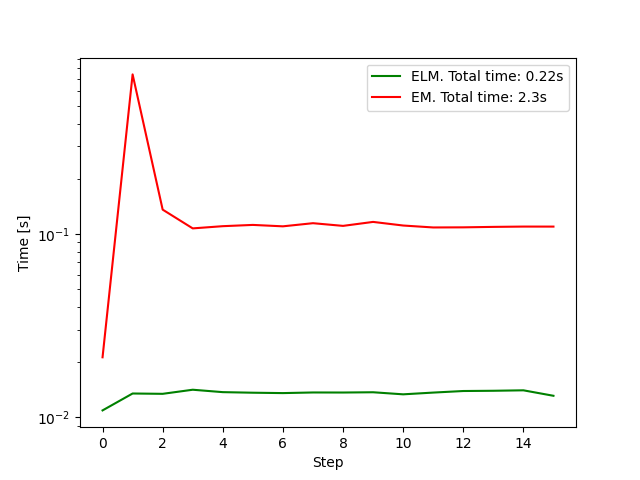 ELM. Total time: 0.22s
EM. Total time: 2.3s
Time [s]
10⁻¹
10⁻²
0 2 4 6 8 10 12 14
Step